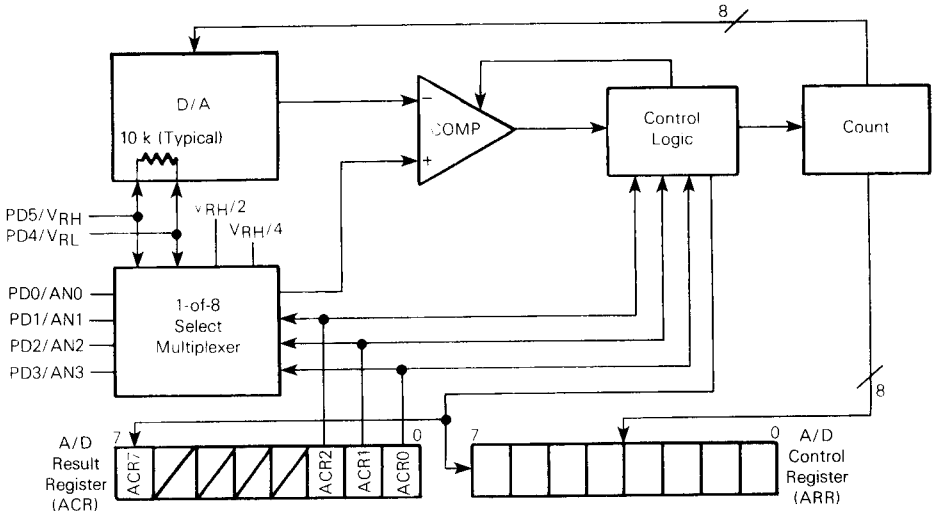 8
D/A
10 k (Typical)
−
COMP
+
Control
Logic
Count
PD5/VRH
PD4/VRL
VRH/2
VRH/4
PD0/AN0
PD1/AN1
PD2/AN2
PD3/AN3
1-of-8
Select
Multiplexer
8
A/D
Result
Register
(ACR)
7
0
ACR7
ACR2
ACR1
ACR0
7
0
A/D
Control
Register
(ARR)